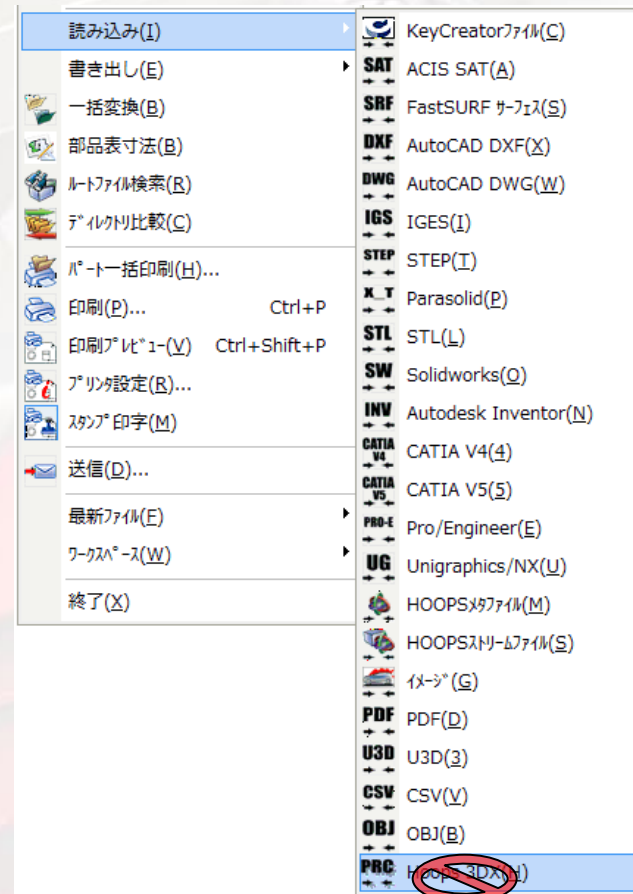 読み込み(I)
書き出し(E)
一括変換(B)
部品表寸法(B)
ﾙｰﾄﾌｧｲﾙ検索(R)
ﾃﾞｨﾚｸﾄﾘ比較(C)
ﾊﾟｰﾄ一括印刷(H)...
印刷(P)... Ctrl+P
印刷ﾌﾟﾚﾋﾞｭｰ(V) Ctrl+Shift+P
ﾌﾟﾘﾝﾀ設定(R)...
ｽﾀﾝﾌﾟ印字(M)
送信(D)...
最新ﾌｧｲﾙ(F)
ﾜｰｸｽﾍﾟｰｽ(W)
終了(X)
KeyCreatorﾌｧｲﾙ(C)
SAT ACIS SAT(A)
SRF FastSURF ｻｰﾌｪｽ(S)
DXF AutoCAD DXF(X)
DWG AutoCAD DWG(W)
IGS IGES(I)
STEP STEP(T)
X_T Parasolid(P)
STL STL(L)
SW Solidworks(O)
INV Autodesk Inventor(N)
CATIA V4 CATIA V4(4)
CATIA V5 CATIA V5(5)
PRO-E Pro/Engineer(E)
UG Unigraphics/NX(U)
HOOPSﾒﾀﾌｧｲﾙ(M)
HOOPSｽﾄﾘｰﾑﾌｧｲﾙ(S)
ｲﾒｰｼﾞ(G)
PDF PDF(D)
U3D U3D(3)
CSV CSV(V)
OBJ OBJ(B)
PRC Hoops 3DX(H)